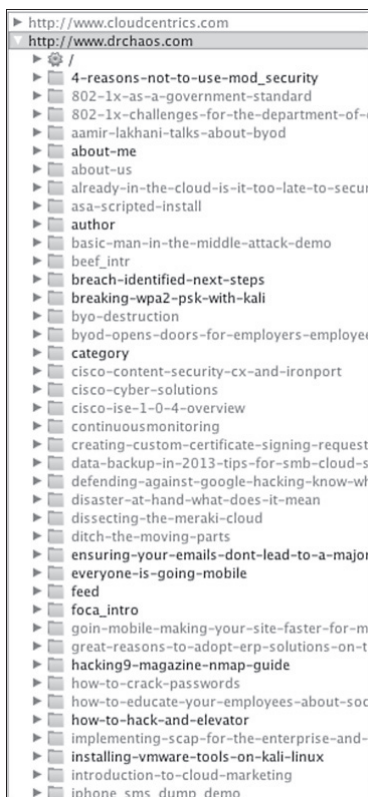 http://www.cloudcentrics.com
http://www.drchaos.com
/
4-reasons-not-to-use-mod_security
802-1x-as-a-government-standard
802-1x-challenges-for-the-department-of-
aamir-lakhani-talks-about-byod
about-me
about-us
already-in-the-cloud-is-it-too-late-to-secur
asa-scripted-install
author
basic-man-in-the-middle-attack-demo
beef_intr
breach-identified-next-steps
breaking-wpa2-psk-with-kali
byo-destruction
byod-opens-doors-for-employers-employee
category
cisco-content-security-cx-and-ironport
cisco-cyber-solutions
cisco-ise-1-0-4-overview
continuousmonitoring
creating-custom-certificate-signing-request
data-backup-in-2013-tips-for-smb-cloud-s
defending-against-google-hacking-know-wh
disaster-at-hand-what-does-it-mean
dissecting-the-meraki-cloud
ditch-the-moving-parts
ensuring-your-emails-dont-lead-to-a-major
everyone-is-going-mobile
feed
foca_intro
goin-mobile-making-your-site-faster-for-m
great-reasons-to-adopt-erp-solutions-on-t
hacking9-magazine-nmap-guide
how-to-crack-passwords
how-to-educate-your-employees-about-soc
how-to-hack-and-elevator
implementing-scap-for-the-enterprise-and-
installing-vmware-tools-on-kali-linux
introduction-to-cloud-marketing
iphone_sms_dump_demo